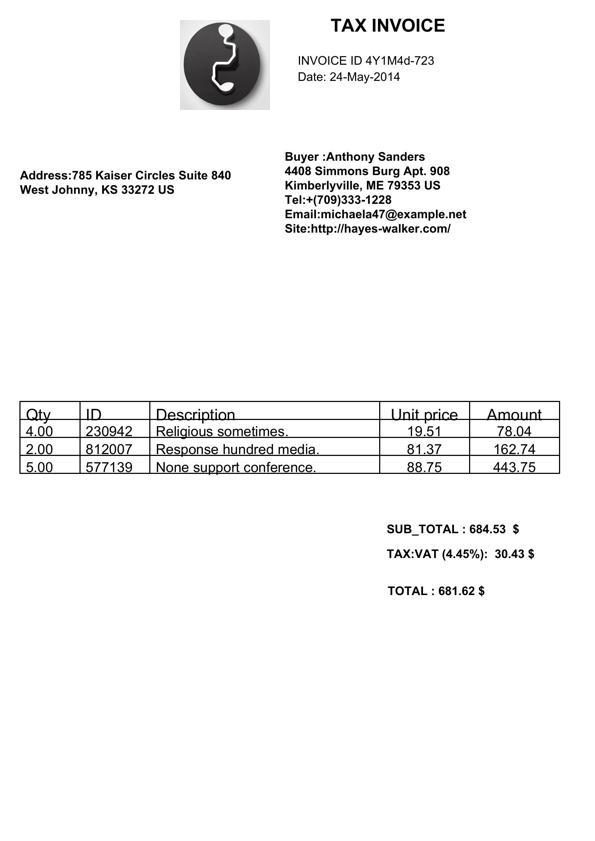 TAX INVOICE
INVOICE ID 4Y1M4d-723
Date: 24-May-2014
Address:785 Kaiser Circles Suite 840
West Johnny, KS 33272 US
Buyer :Anthony Sanders
4408 Simmons Burg Apt. 908
Kimberlyville, ME 79353 US
Tel:+(709)333-1228
Email:michaela47@example.net
Site:http://hayes-walker.com/
Qty ID Description Unit price Amount
4.00 230942 Religious sometimes. 19.51 78.04
2.00 812007 Response hundred media. 81.37 162.74
5.00 577139 None support conference. 88.75 443.75
SUB_TOTAL : 684.53 $
TAX:VAT (4.45%): 30.43 $
TOTAL : 681.62 $